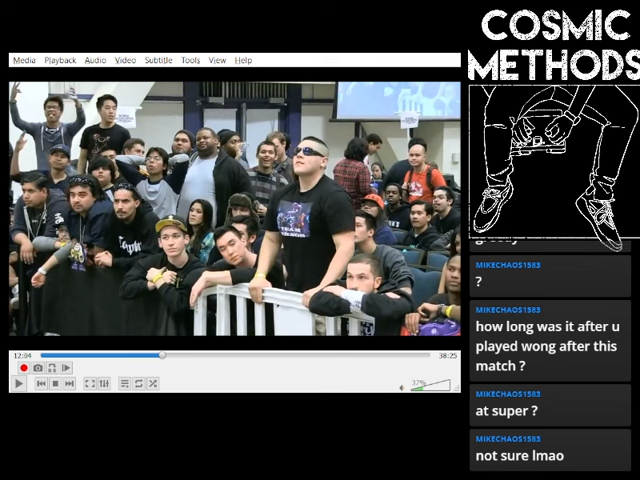 COSMIC
METHODS
Media Playback Audio Video Subtitle Tools View Help
MIKECHAOS1583
?
MIKECHAOS1583
how long was it after u
played wong after this
match ?
MIKECHAOS1583
at super ?
MIKECHAOS1583
not sure lmao
12:04
38:25
37%